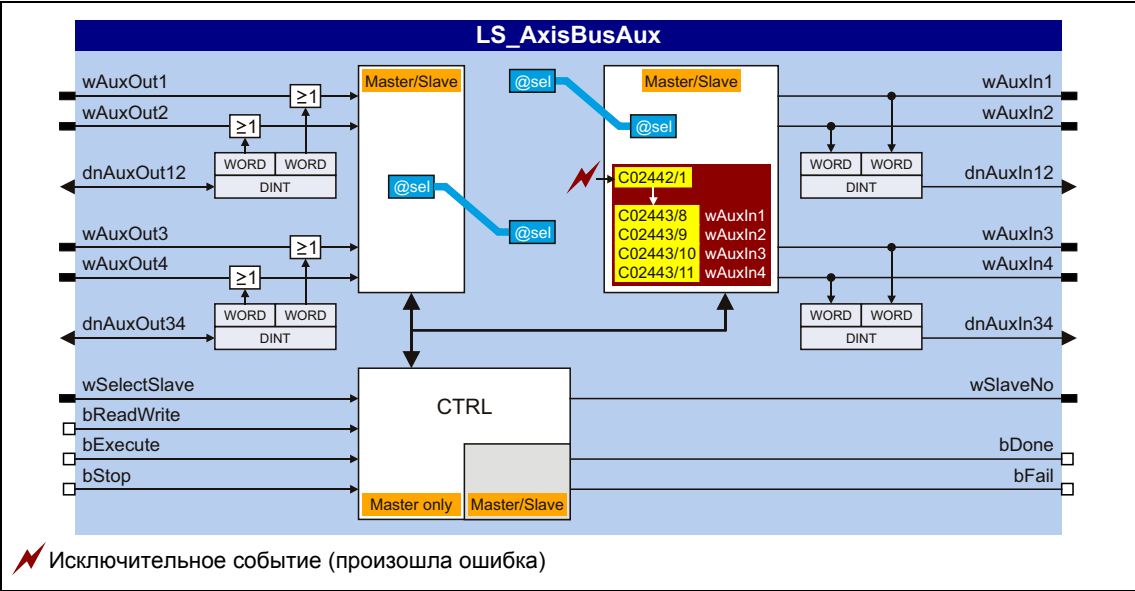 LS_AxisBusAux
wAuxOut1
≥1
Master/Slave
@sel
Master/Slave
wAuxIn1
wAuxOut2
≥1
@sel
wAuxIn2
WORD WORD
WORD WORD
dnAuxOut12
DINT
@sel
C02442/1
DINT
dnAuxIn12
C02443/8 wAuxIn1
wAuxOut3
≥1
@sel
C02443/9 wAuxIn2
wAuxIn3
C02443/10 wAuxIn3
wAuxOut4
≥1
C02443/11 wAuxIn4
wAuxIn4
WORD WORD
WORD WORD
dnAuxOut34
DINT
DINT
dnAuxIn34
wSelectSlave
CTRL
wSlaveNo
bReadWrite
bExecute
bDone
bStop
bFail
Master only
Master/Slave
Исключительное событие (произошла ошибка)